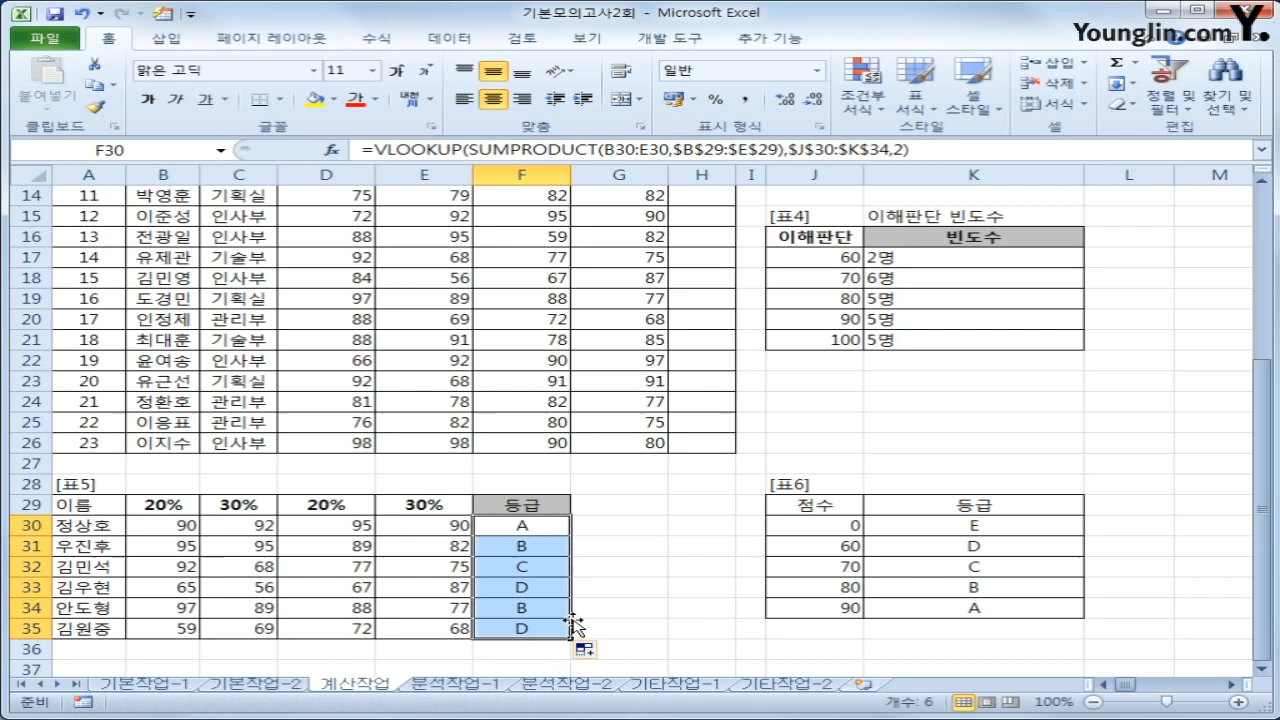 기본모의고사2회 - Microsoft Excel
Younglin.com Y.
파일 홈 삽입 페이지 레이아웃 수식 데이터 검토 보기 개발 도구 추가 기능
붙여넣기 맑은 고딕 11 가 가 일반 조건부 서식 표 서식 셀 스타일 삽입 삭제 서식 정렬 및 필터 찾기 및 선택
가 가 가 가 내천 % ,
클립보드 글꼴 맞춤 표시 형식 스타일 셀 편집
F30 fx =VLOOKUP(SUMPRODUCT(B30:E30,$B$29:$E$29),$J$30:$K$34,2)
A B C D E F G H I J K L M
14 11 박영훈 기획실 75 79 82 82
15 12 이준성 인사부 72 92 95 90 [표4] 이해판단 빈도수
16 13 전광일 인사부 88 95 59 82 이해판단 빈도수
17 14 유제관 기술부 92 68 77 75 60 2명
18 15 김민영 인사부 84 56 67 87 70 6명
19 16 도경민 기획실 97 89 88 77 80 5명
20 17 인정제 관리부 88 69 72 68 90 5명
21 18 최대훈 기술부 88 91 78 85 100 5명
22 19 윤여송 인사부 66 92 90 97
23 20 유근선 기획실 92 68 91 91
24 21 정환호 관리부 81 78 82 77
25 22 이응표 관리부 76 82 80 75
26 23 이지수 인사부 98 98 90 80
27
28 [표5] [표6]
29 이름 20% 30% 20% 30% 등급 점수 등급
30 정상호 90 92 95 90 A 0 E
31 우진후 95 95 89 82 B 60 D
32 김민석 92 68 77 75 C 70 C
33 김우현 65 56 67 87 D 80 B
34 안도형 97 89 88 77 B 90 A
35 김원중 59 69 72 68 D
36
37
기본작업-1 기본작업-2 계산작업 분석작업-1 분석작업-2 기타작업-1 기타작업-2
준비 개수: 6 100%